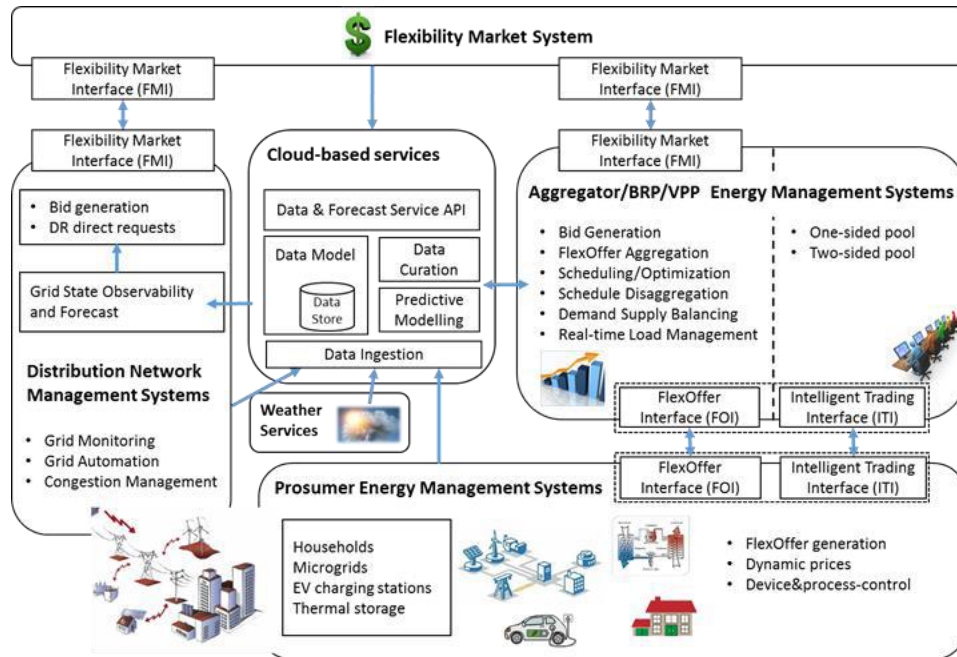 Flexibility Market System
Flexibility Market
Interface (FMI)
Flexibility Market
Interface (FMI)
Flexibility Market
Interface (FMI)
Flexibility Market
Interface (FMI)
• Bid generation
• DR direct requests
Grid State Observability
and Forecast
Distribution Network
Management Systems
• Grid Monitoring
• Grid Automation
• Congestion Management
Cloud-based services
Data & Forecast Service API
Data Model
Data
Store
Data
Curation
Predictive
Modelling
Data Ingestion
Weather
Services
Aggregator/BRP/VPP Energy Management Systems
• Bid Generation
• FlexOffer Aggregation
• Scheduling/Optimization
• Schedule Disaggregation
• Demand Supply Balancing
• Real-time Load Management
• One-sided pool
• Two-sided pool
FlexOffer
Interface (FOI)
Intelligent Trading
Interface (ITI)
FlexOffer
Interface (FOI)
Intelligent Trading
Interface (ITI)
Prosumer Energy Management Systems
Households
Microgrids
EV charging stations
Thermal storage
• FlexOffer generation
• Dynamic prices
• Device&process-control